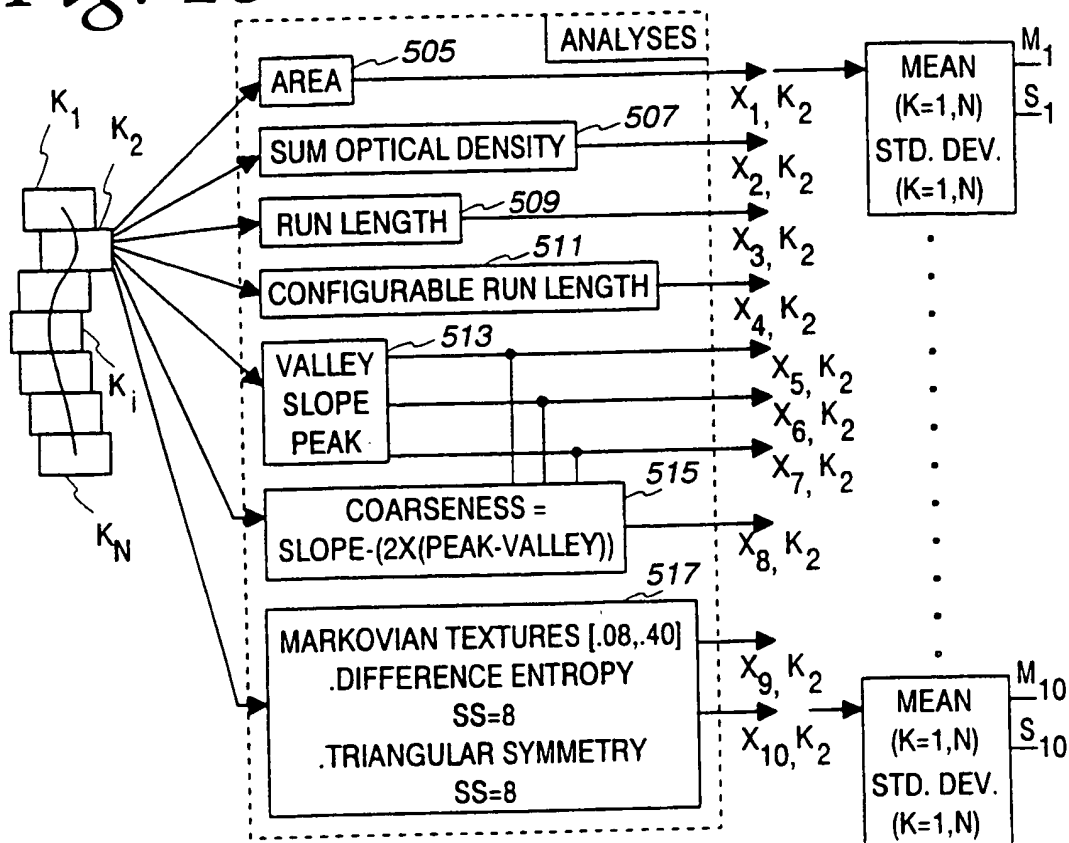 ANALYSES
505
AREA
X1, K2
MEAN
(K=1,N)
STD. DEV.
(K=1,N)
M1
S1
K1
K2
507
SUM OPTICAL DENSITY
X2, K2
509
RUN LENGTH
X3, K2
511
CONFIGURABLE RUN LENGTH
X4, K2
513
VALLEY
SLOPE
PEAK
X5, K2
X6, K2
X7, K2
Ki
KN
515
COARSENESS =
SLOPE-(2X(PEAK-VALLEY))
X8, K2
517
MARKOVIAN TEXTURES [.08,.40]
.DIFFERENCE ENTROPY
SS=8
.TRIANGULAR SYMMETRY
SS=8
X9, K2
X10, K2
MEAN
(K=1,N)
STD. DEV.
(K=1,N)
M10
S10